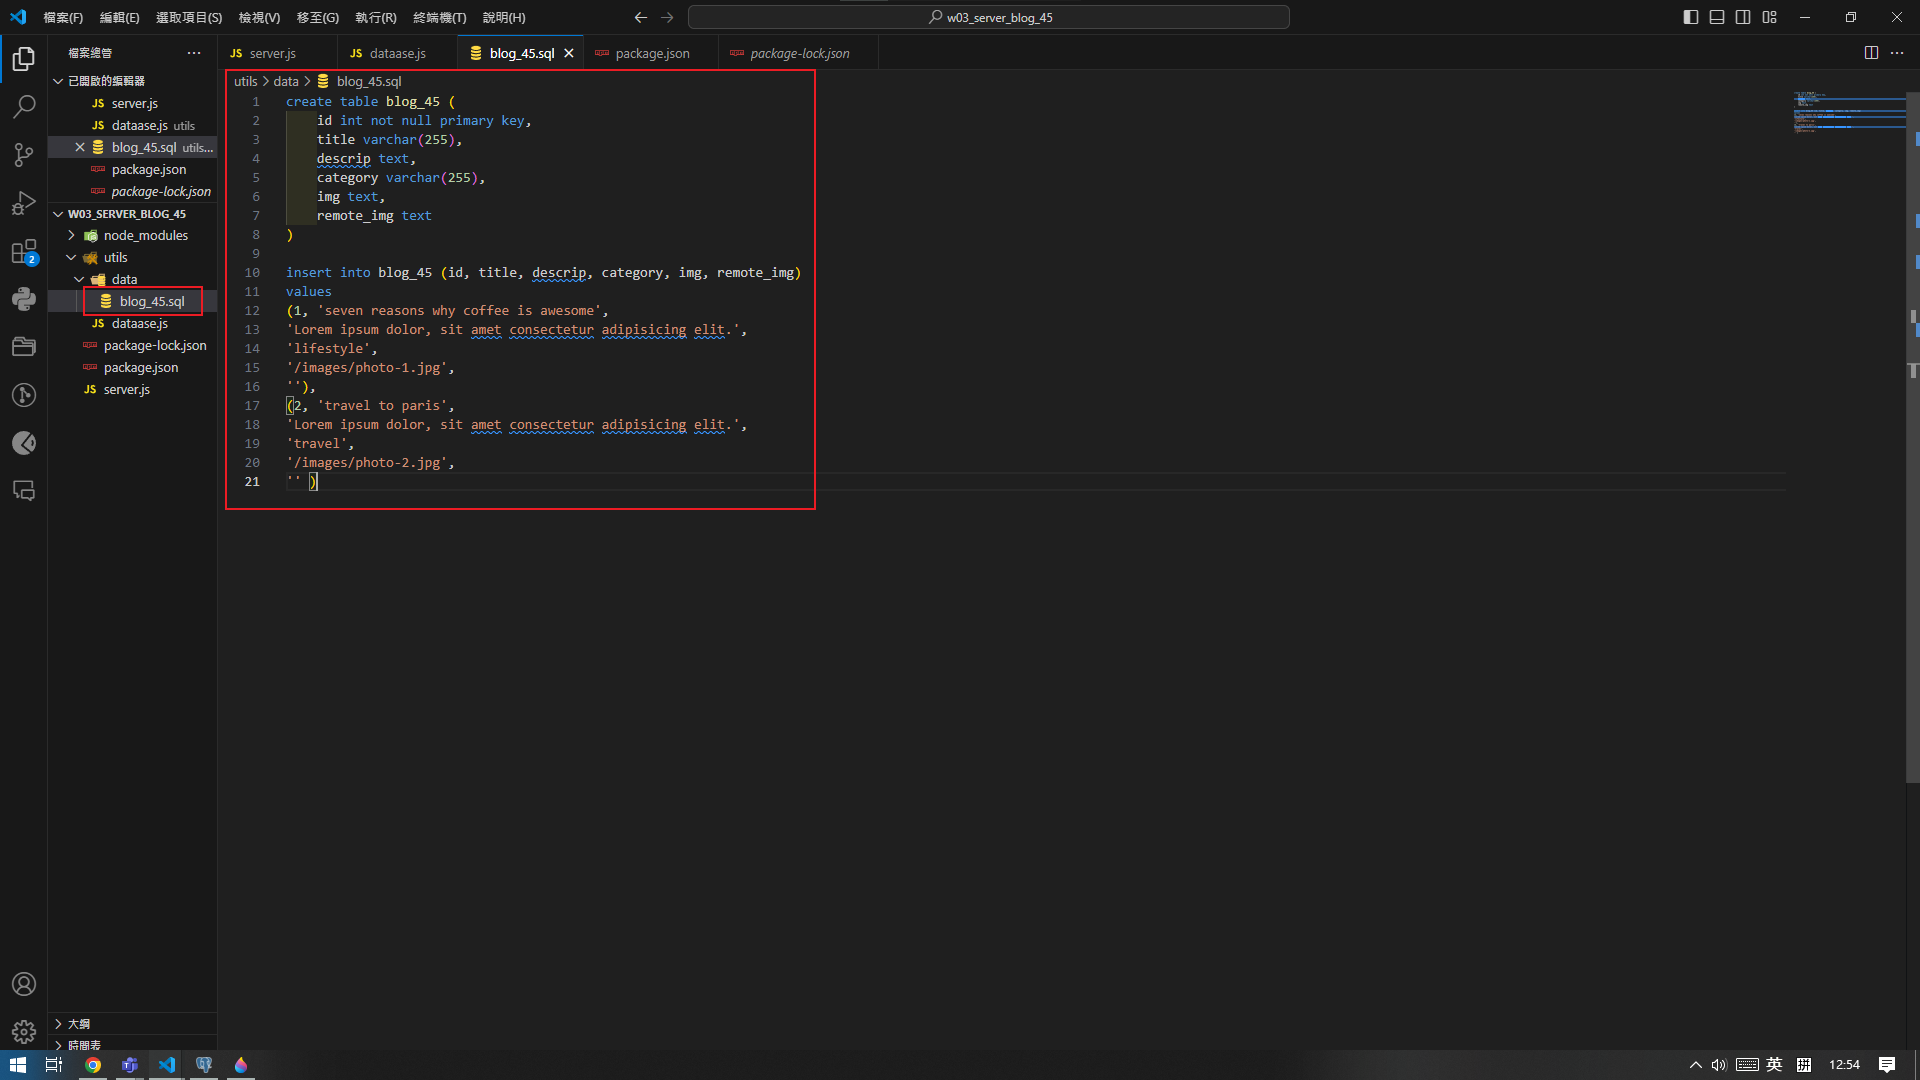 檔案(F) 編輯(E) 選取項目(S) 檢視(V) 移至(G) 執行(R) 終端機(T) 說明(H)
w03_server_blog_45
檔案總管
已開啟的編輯器
JS server.js
JS dataase.js utils
blog_45.sql utils...
package.json
package-lock.json
W03_SERVER_BLOG_45
node_modules
utils
data
blog_45.sql
JS dataase.js
package-lock.json
package.json
JS server.js
大綱
時間表
2
JS server.js
JS dataase.js
blog_45.sql
package.json
package-lock.json
utils > data > blog_45.sql
1 create table blog_45 (
2 id int not null primary key,
3 title varchar(255),
4 descrip text,
5 category varchar(255),
6 img text,
7 remote_img text
8 )
9
10 insert into blog_45 (id, title, descrip, category, img, remote_img)
11 values
12 (1, 'seven reasons why coffee is awesome',
13 'Lorem ipsum dolor, sit amet consectetur adipisicing elit.',
14 'lifestyle',
15 '/images/photo-1.jpg',
16 ''),
17 (2, 'travel to paris',
18 'Lorem ipsum dolor, sit amet consectetur adipisicing elit.',
19 'travel',
20 '/images/photo-2.jpg',
21 '' )
英 12:54